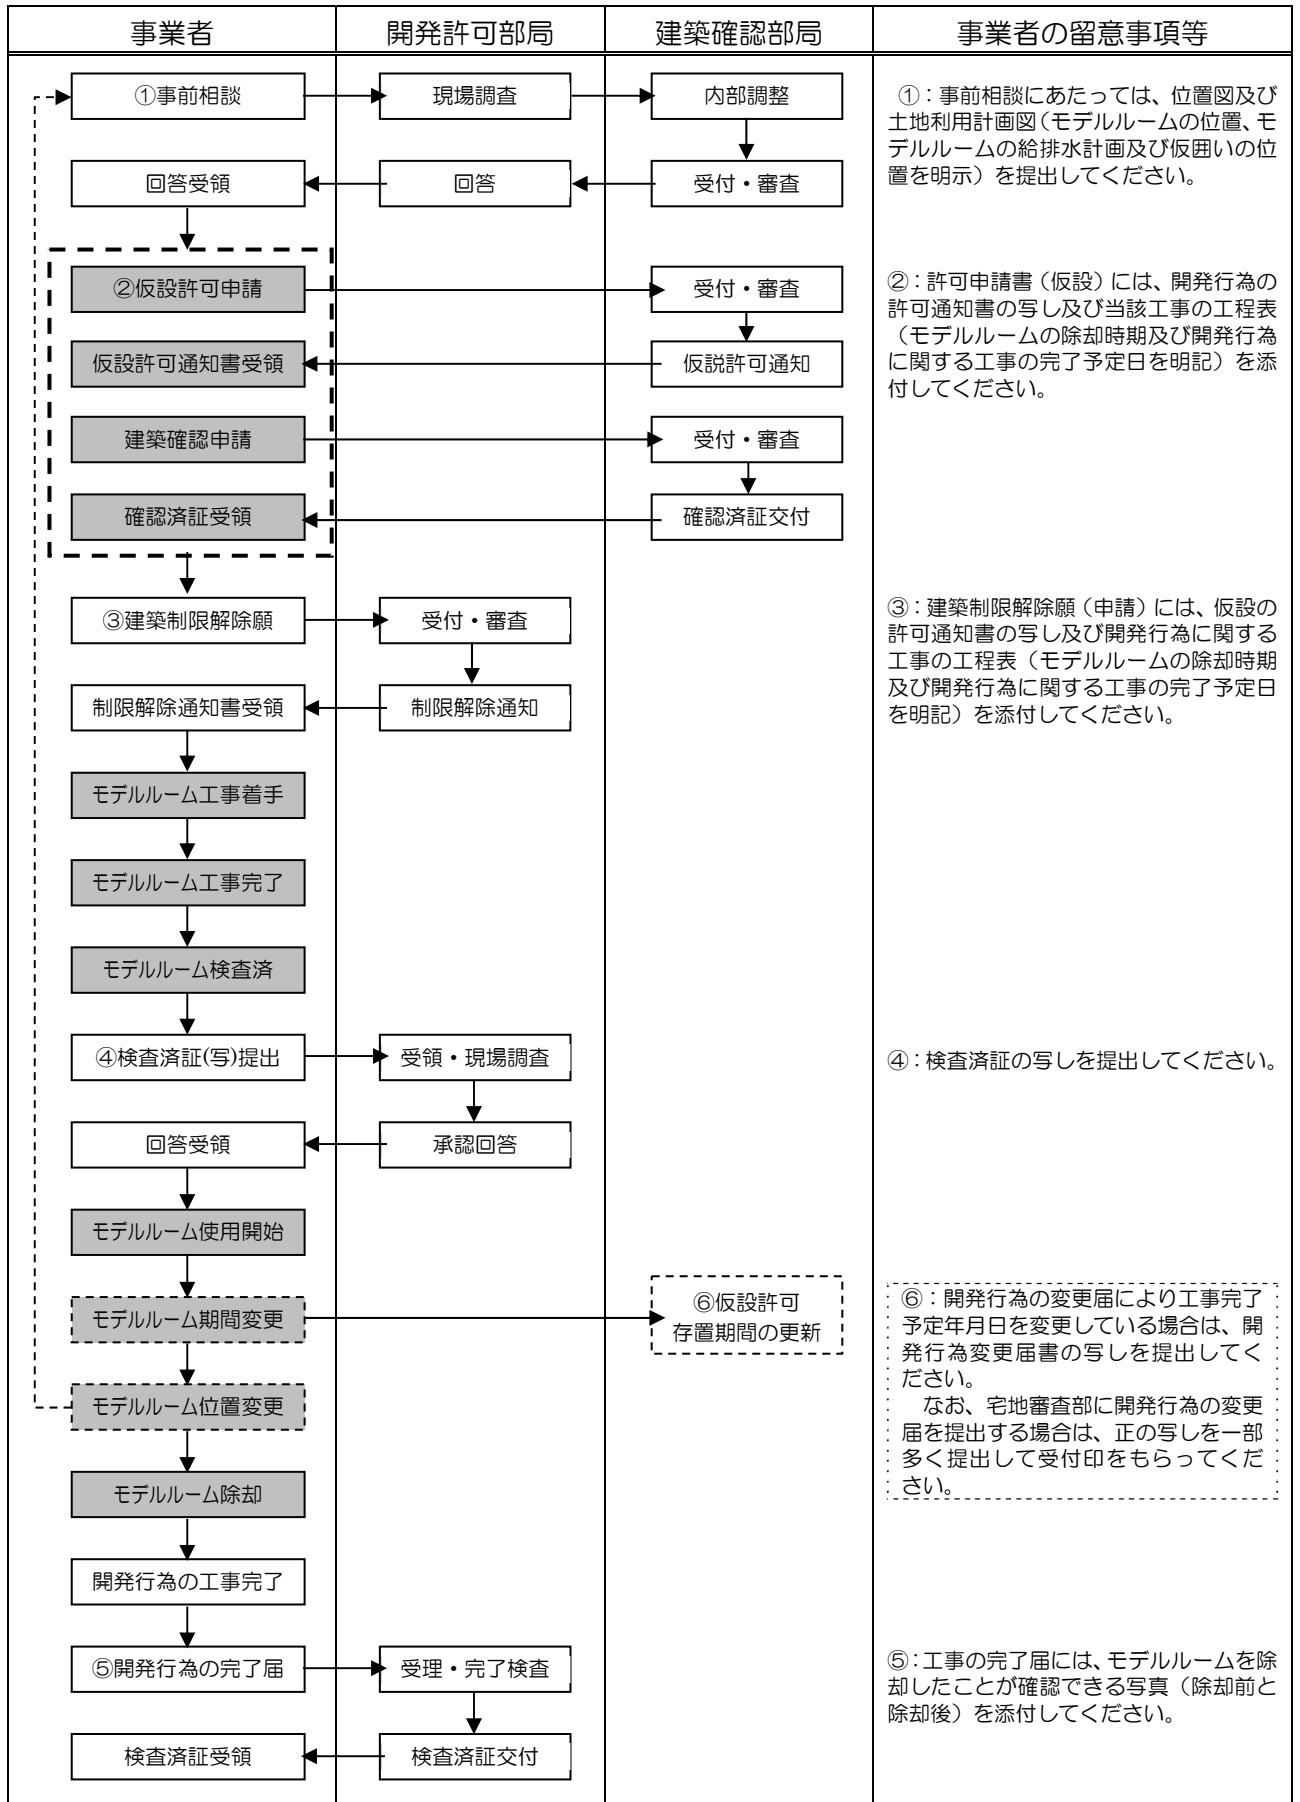 事業者
開発許可部局
建築確認部局
事業者の留意事項等
①事前相談
現場調査
内部調整
①：事前相談にあたっては、位置図及び
土地利用計画図（モデルルームの位置、モ
デルルームの給排水計画及び仮囲いの位
置を明示）を提出してください。
回答受領
回答
受付・審査
②仮設許可申請
受付・審査
②：許可申請書（仮設）には、開発行為の
許可通知書の写し及び当該工事の工程表
（モデルルームの除却時期及び開発行為
に関する工事の完了予定日を明記）を添
付してください。
仮設許可通知書受領
仮説許可通知
建築確認申請
受付・審査
確認済証受領
確認済証交付
③建築制限解除願
受付・審査
③：建築制限解除願（申請）には、仮設の
許可通知書の写し及び開発行為に関する
工事の工程表（モデルルームの除却時期
及び開発行為に関する工事の完了予定日
を明記）を添付してください。
制限解除通知書受領
制限解除通知
モデルルーム工事着手
モデルルーム工事完了
モデルルーム検査済
④検査済証(写)提出
受領・現場調査
④：検査済証の写しを提出してください。
回答受領
承認回答
モデルルーム使用開始
モデルルーム期間変更
⑥仮設許可
存置期間の更新
⑥：開発行為の変更届により工事完了
予定年月日を変更している場合は、開
発行為変更届書の写しを提出してく
ださい。
なお、宅地審査部に開発行為の変更
届を提出する場合は、正の写しを一部
多く提出して受付印をもらってくだ
さい。
モデルルーム位置変更
モデルルーム除却
開発行為の工事完了
⑤開発行為の完了届
受理・完了検査
⑤：工事の完了届には、モデルルームを除
却したことが確認できる写真（除却前と
除却後）を添付してください。
検査済証受領
検査済証交付